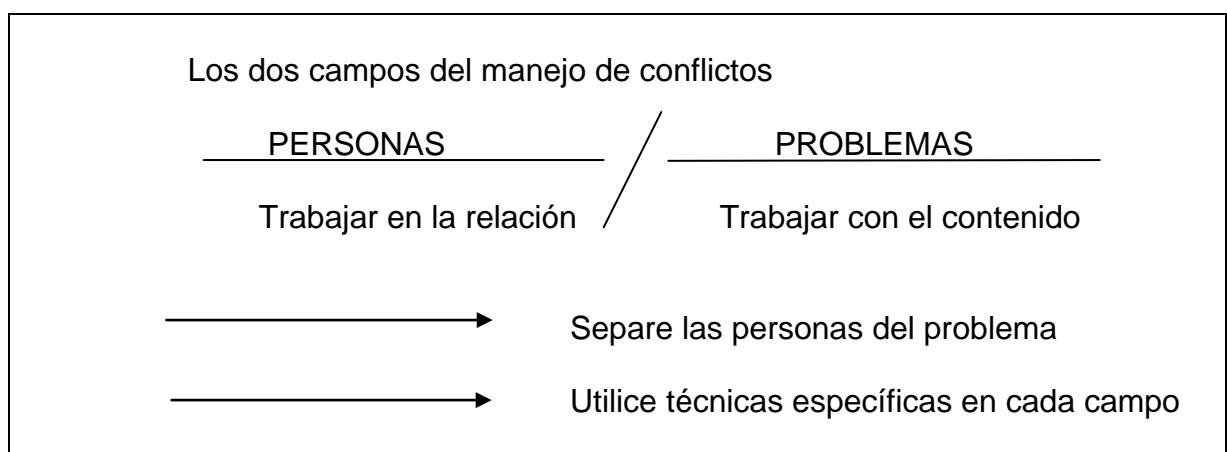 Los dos campos del manejo de conflictos
PERSONAS PROBLEMAS
Trabajar en la relación Trabajar con el contenido
Separe las personas del problema
Utilice técnicas específicas en cada campo